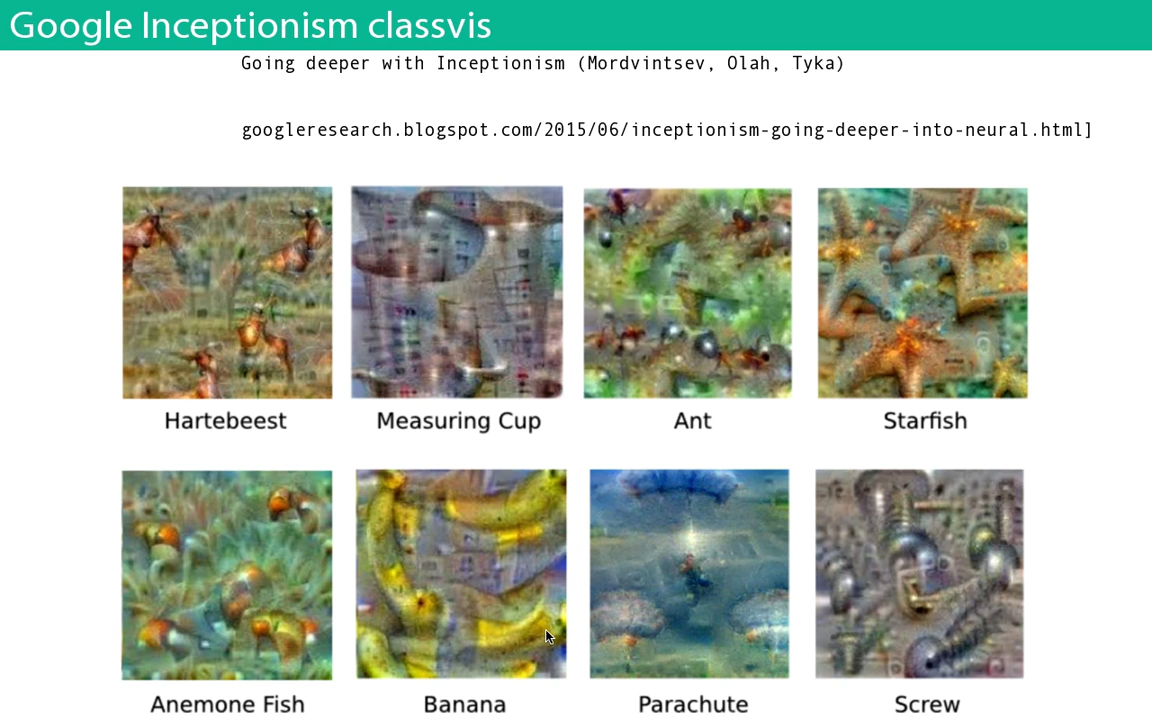 Google Inceptionism classvis
Going deeper with Inceptionism (Mordvintsev, Olah, Tyka)
googleresearch.blogspot.com/2015/06/inceptionism-going-deeper-into-neural.html]
Hartebeest
Measuring Cup
Ant
Starfish
Anemone Fish
Banana
Parachute
Screw